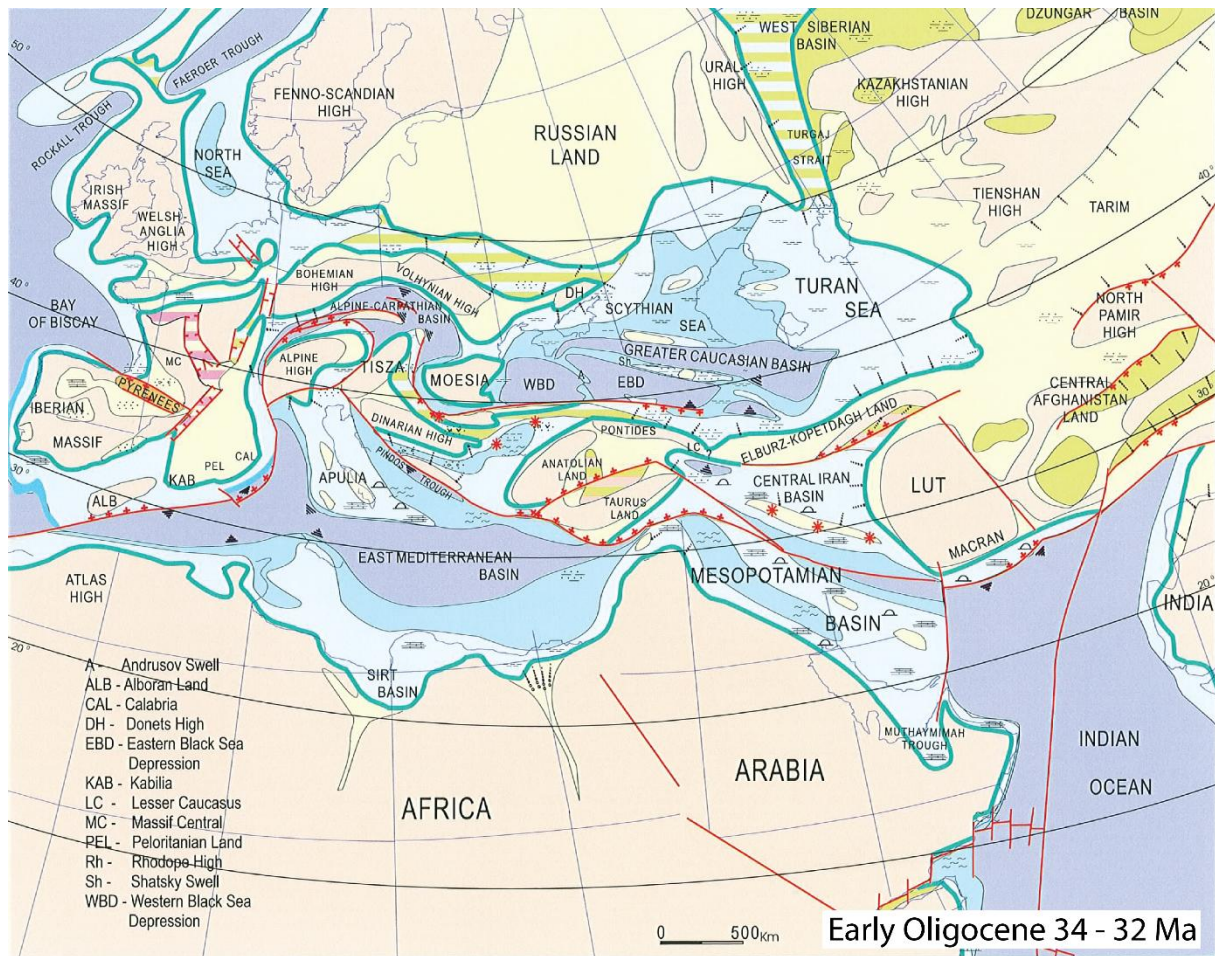 50°
FAEROER TROUGH
ROCKALL TROUGH
FENNO-SCANDIAN
HIGH
NORTH
SEA
IRISH
MASSIF
WELSH-
ANGLIA
HIGH
RUSSIAN
LAND
URAL
HIGH
WEST SIBERIAN
BASIN
DZUNGAR BASIN
KAZAKHSTANIAN
HIGH
TURGAJ
STRAIT
TIENSHAN
HIGH
TARIM
40°
40°
BAY
OF BISCAY
BOHEMIAN
HIGH
VOLHYNIAN HIGH
ALPINE-CARPATHIAN
BASIN
DH
SCYTHIAN
SEA
TURAN
SEA
NORTH
PAMIR
HIGH
MC
ALPINE
HIGH
TISZA
MOESIA
GREATER CAUCASIAN BASIN
Sh
WBD
A
EBD
PYRENEES
IBERIAN
MASSIF
DINARIAN HIGH
PONTIDES
LC
?
ELBURZ-KOPETDAGH LAND
CENTRAL
AFGHANISTAN
LAND
30°
30°
PEL
CAL
KAB
ALB
APULIA
PINDOS
TROUGH
ANATOLIAN
LAND
TAURUS
LAND
CENTRAL IRAN
BASIN
LUT
MACRAN
EAST MEDITERRANEAN
BASIN
MESOPOTAMIAN
BASIN
ATLAS
HIGH
20°
INDIA
20°
SIRT
BASIN
MUTHAYMIMAH
TROUGH
INDIAN
OCEAN
AFRICA
ARABIA
A - Andrusov Swell
ALB - Alboran Land
CAL - Calabria
DH - Donets High
EBD - Eastern Black Sea
Depression
KAB - Kabilia
LC - Lesser Caucasus
MC - Massif Central
PEL - Peloritanian Land
Rh - Rhodope High
Sh - Shatsky Swell
WBD - Western Black Sea
Depression
0 500Km
Early Oligocene 34 - 32 Ma